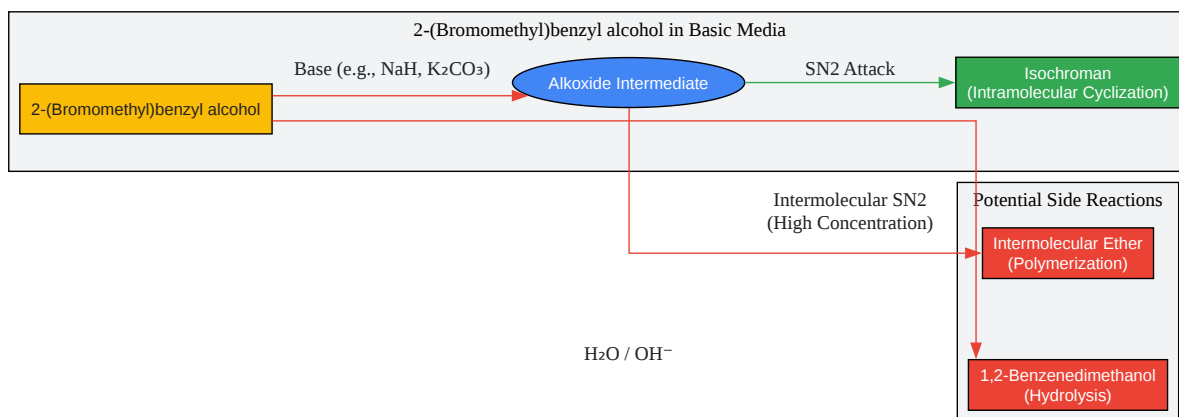 2-(Bromomethyl)benzyl alcohol in Basic Media
Base (e.g., NaH, K₂CO₃)
SN2 Attack
2-(Bromomethyl)benzyl alcohol
Alkoxide Intermediate
Isochroman
(Intramolecular Cyclization)
Intermolecular SN2
(High Concentration)
Potential Side Reactions
Intermolecular Ether
(Polymerization)
H₂O / OH⁻
1,2-Benzenedimethanol
(Hydrolysis)